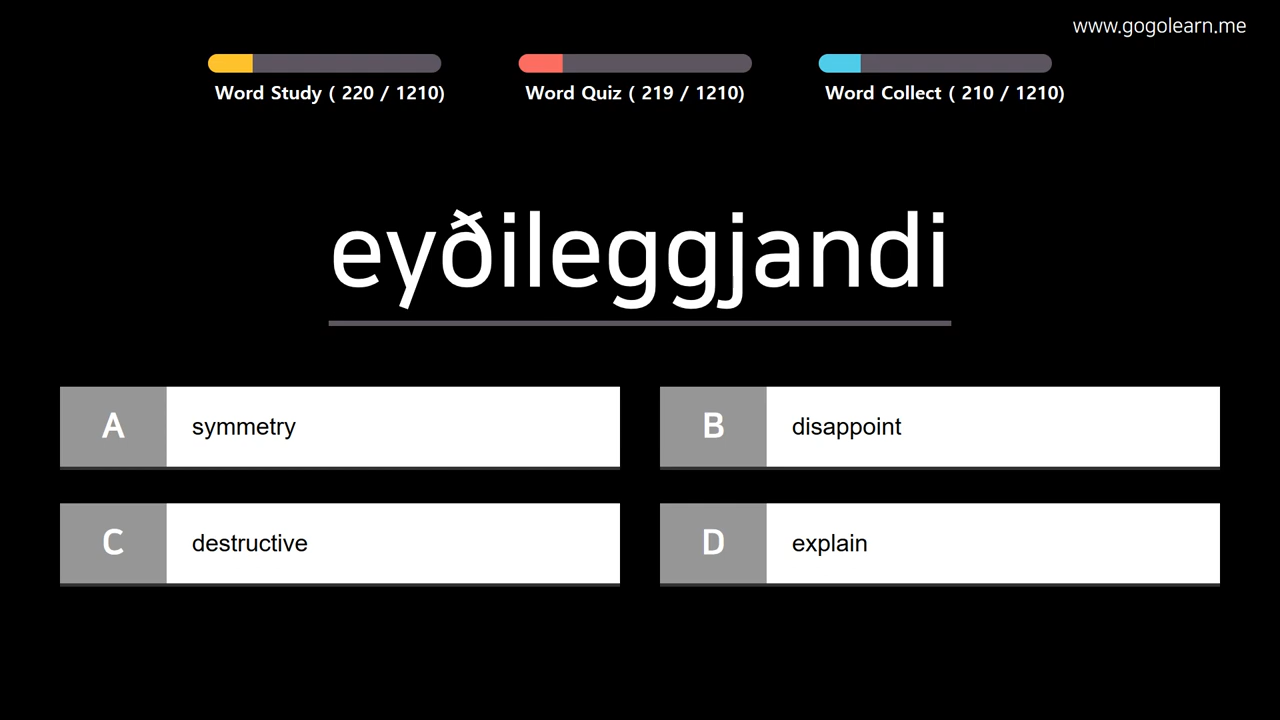 www.gogolearn.me
Word Study ( 220 / 1210)
Word Quiz ( 219 / 1210)
Word Collect ( 210 / 1210)
eyðileggjandi
A symmetry
B disappoint
C destructive
D explain